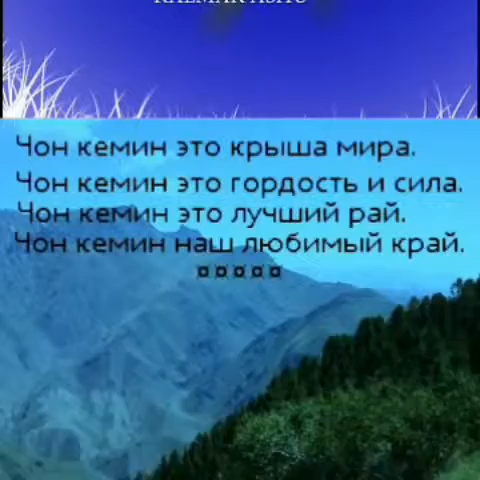 Чон кемин это крыша мира.
Чон кемин это гордость и сила.
Чон кемин это лучший рай.
Чон кемин наш любимый край.